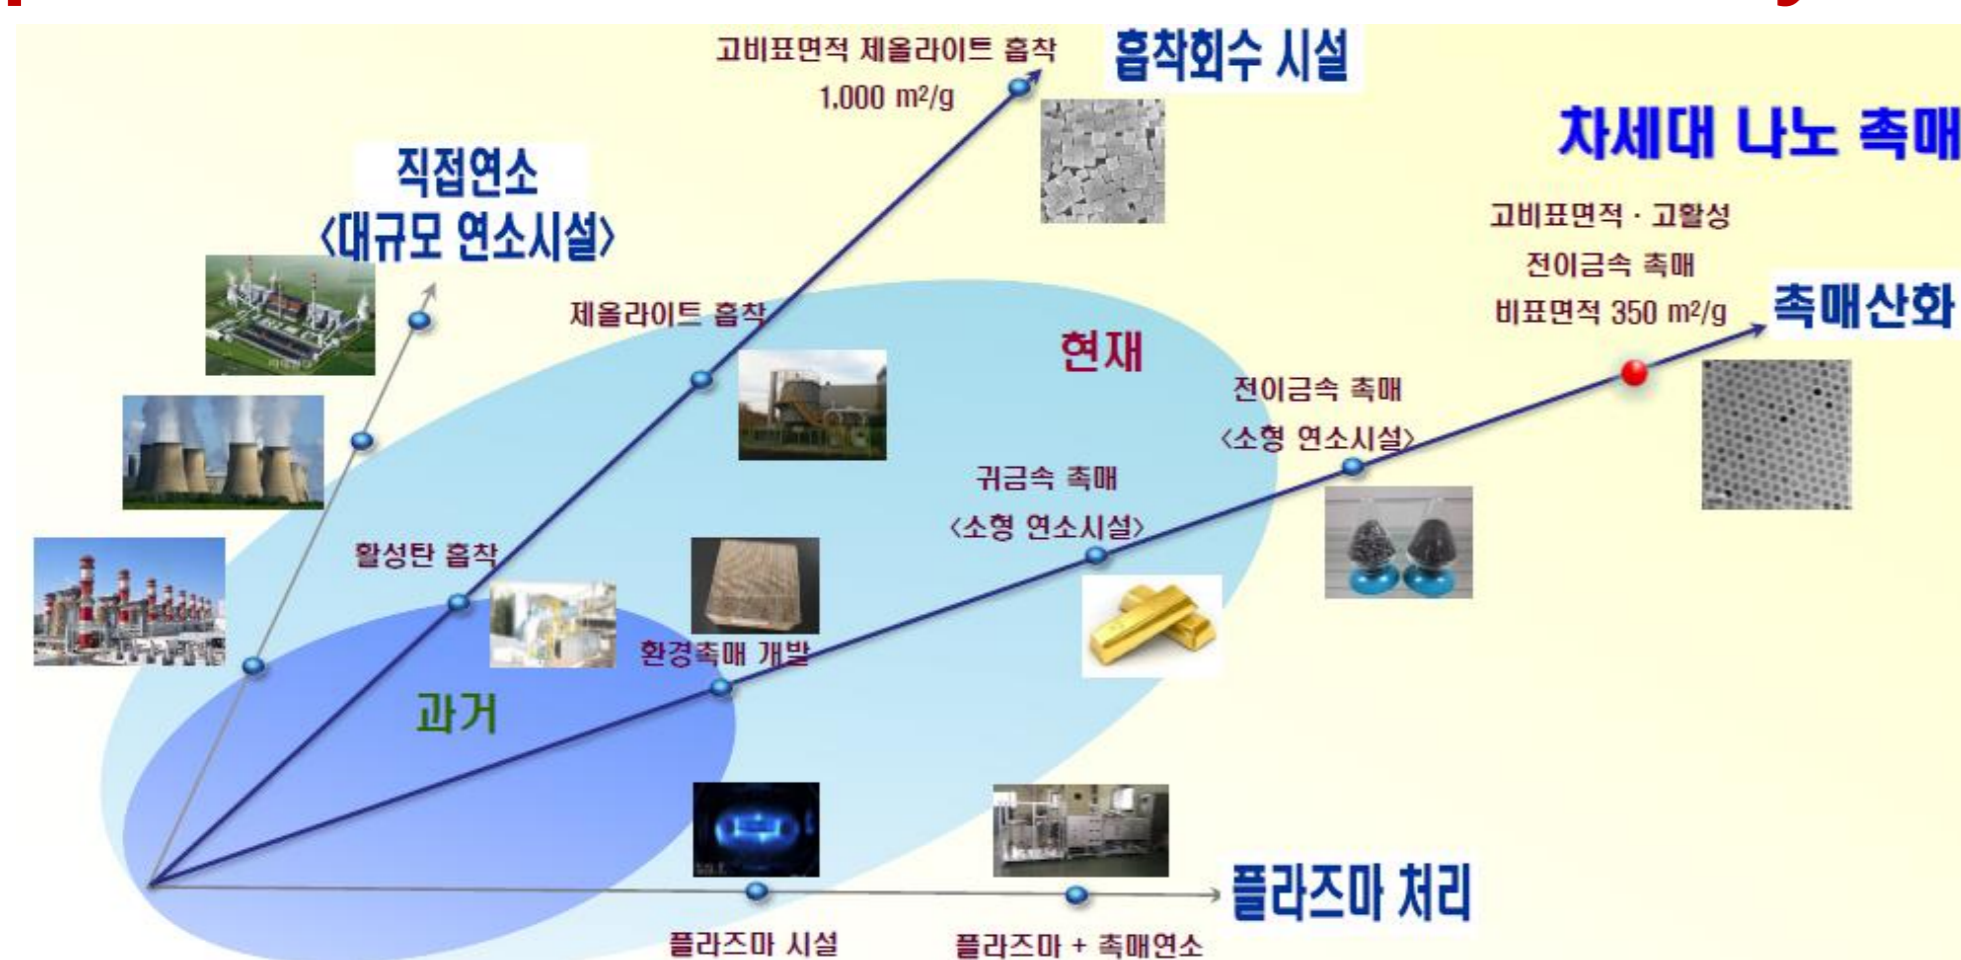 고비표면적 제올라이트 흡착
1.000 m²/g
흡착회수 시설
차세대 나노 촉매
직접연소
<대규모 연소시설>
고비표면적 · 고활성
전이금속 촉매
비표면적 350 m²/g
촉매산화
제올라이트 흡착
현재
전이금속 촉매
<소형 연소시설>
귀금속 촉매
<소형 연소시설>
활성탄 흡착
환경촉매 개발
과거
플라즈마 처리
플라즈마 시설
플라즈마 + 촉매연소